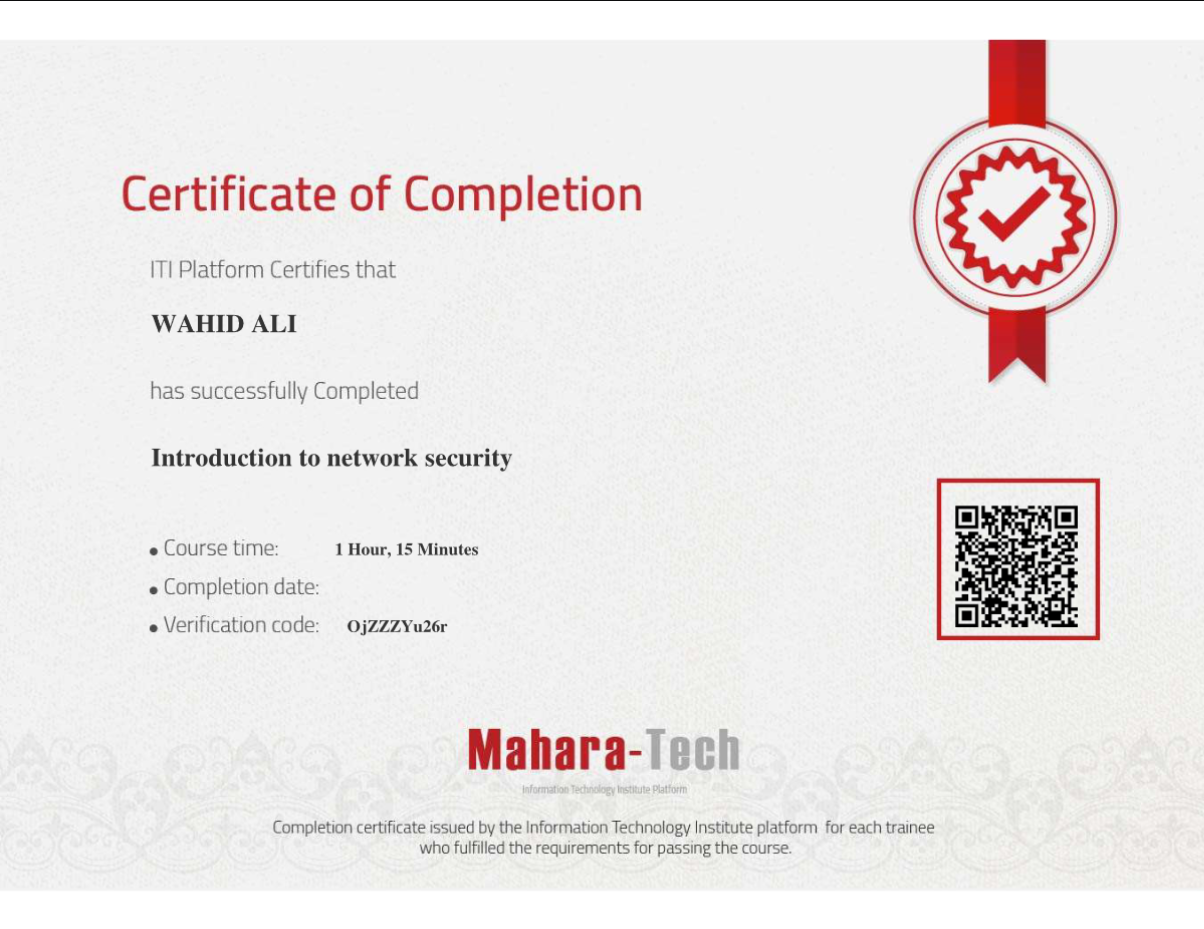 Certificate of Completion
ITI Platform Certifies that
WAHID ALI
has successfully Completed
Introduction to network security
• Course time: 1 Hour, 15 Minutes
• Completion date:
• Verification code: OjZZZYu26r
Mahara-Tech
Information Technology Institute Platform
Completion certificate issued by the Information Technology Institute platform for each trainee
who fulfilled the requirements for passing the course.